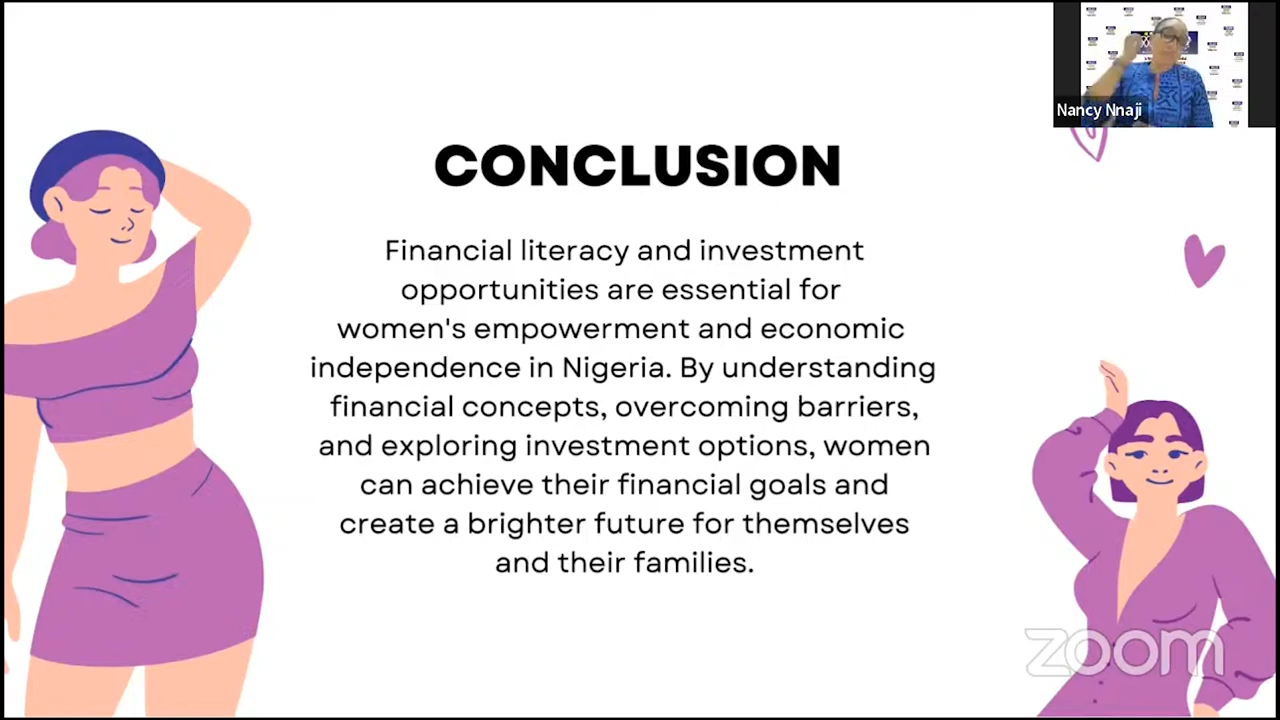 Nancy Nnaji
CONCLUSION
Financial literacy and investment
opportunities are essential for
women's empowerment and economic
independence in Nigeria. By understanding
financial concepts, overcoming barriers,
and exploring investment options, women
can achieve their financial goals and
create a brighter future for themselves
and their families.
zoom